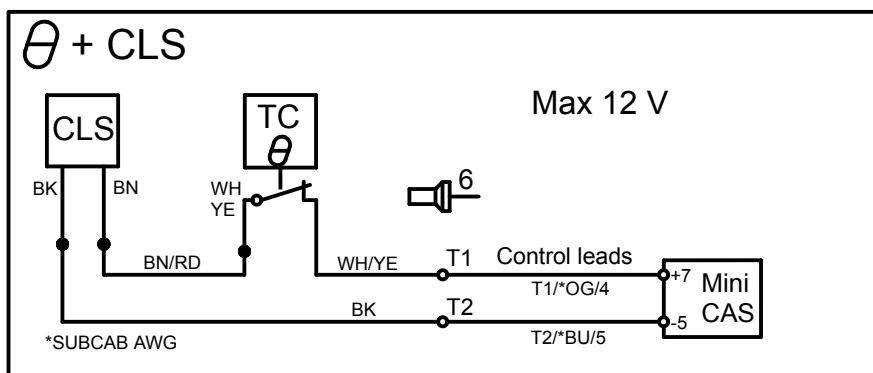 θ + CLS
CLS
TC
θ
Max 12 V
BK
BN
WH
YE
6
BN/RD
WH/YE
T1
Control leads
T1/*OG/4
+7
Mini
CAS
BK
T2
-5
T2/*BU/5
*SUBCAB AWG